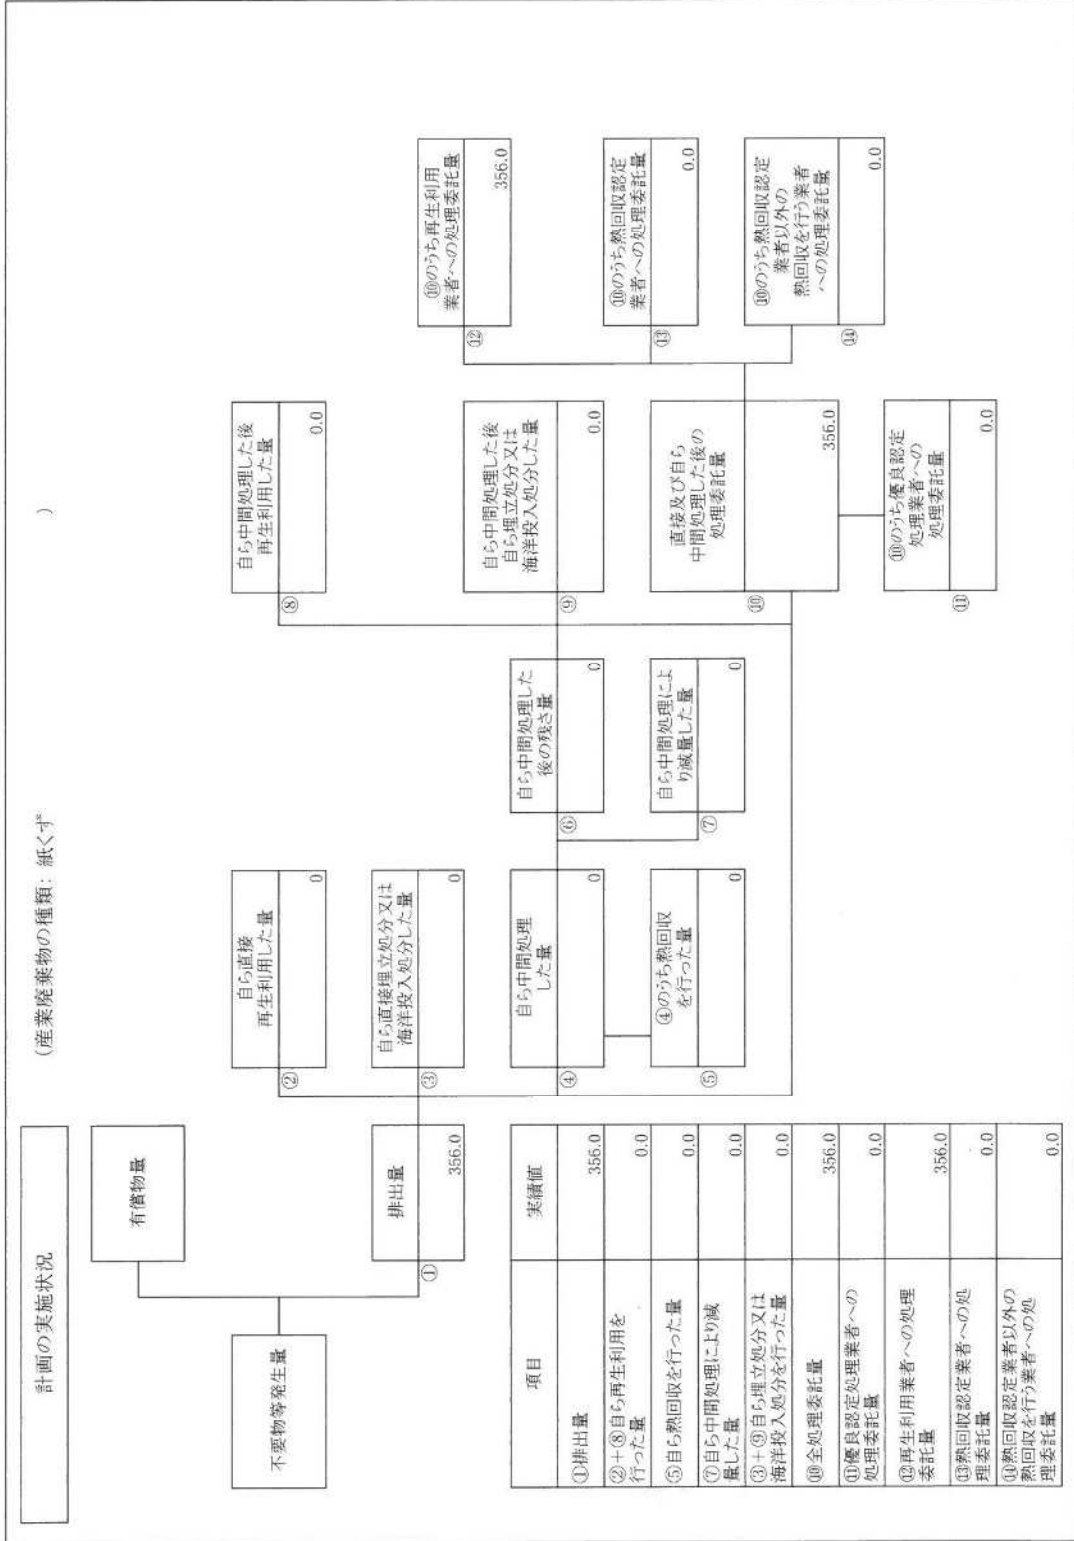 計画の実施状況
(産業廃棄物の種類： 紙くず )
不要物等発生量
有償物量
①
排出量
356.0
②
自ら直接
再生利用した量
0
③
自ら直接埋立処分又は
海洋投入処分した量
0
④
自ら中間処理
した量
0
⑤
④のうち熱回収
を行った量
0
⑥
自ら中間処理した
後の残さ量
0
⑦
自ら中間処理によ
り減量した量
0
⑧
自ら中間処理した後
再生利用した量
0.0
⑨
自ら中間処理した後
自ら埋立処分又は
海洋投入処分した量
0.0
⑩
直接及び自ら
中間処理した後の
処理委託量
356.0
⑪
⑩のうち優良認定
処理業者への
処理委託量
0.0
⑫
⑩のうち再生利用
業者への処理委託量
356.0
⑬
⑩のうち熱回収認定
業者への処理委託量
0.0
⑭
⑩のうち熱回収認定
業者以外の
熱回収を行う業者
への処理委託量
0.0
項目 実績値
①排出量 356.0
②＋⑧自ら再生利用を
行った量 0.0
⑤自ら熱回収を行った量 0.0
⑦自ら中間処理により減
量した量 0.0
③＋⑨自ら埋立処分又は
海洋投入処分を行った量 0.0
⑩全処理委託量 356.0
⑪優良認定処理業者への
処理委託量 0.0
⑫再生利用業者への処理
委託量 356.0
⑬熱回収認定業者への処
理委託量 0.0
⑭熱回収認定業者以外の
熱回収を行う業者への処
理委託量 0.0